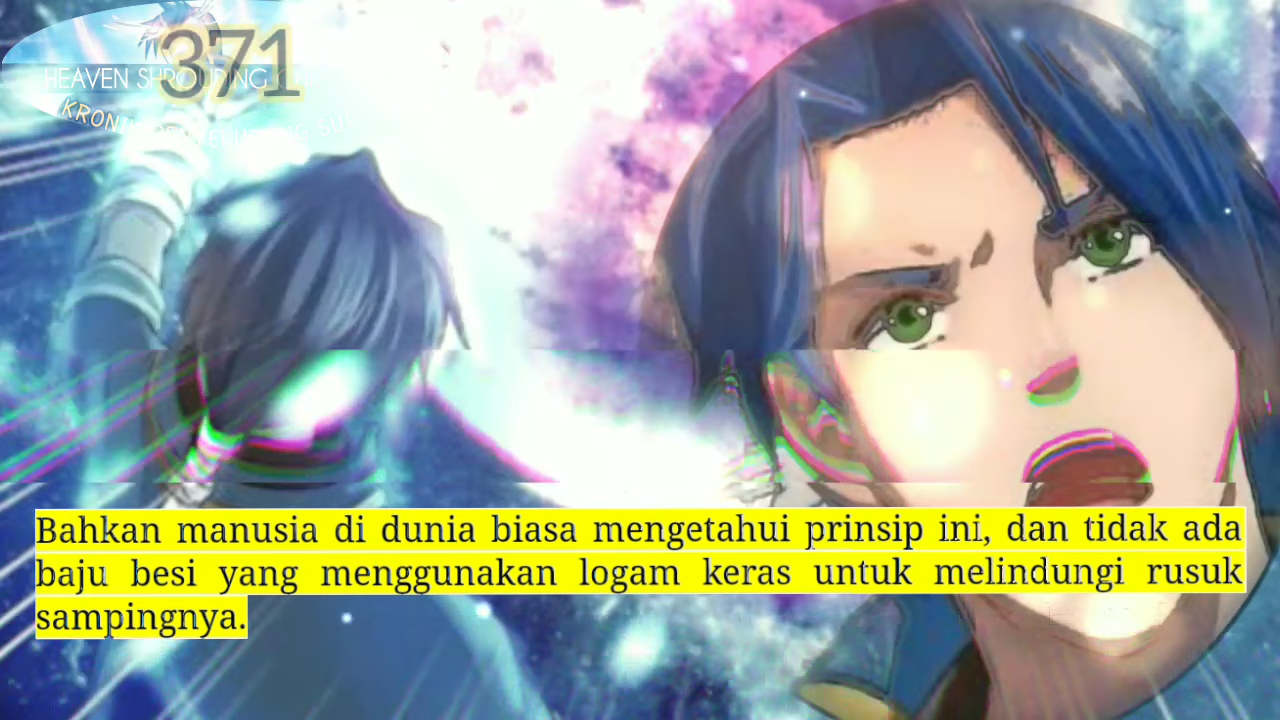 371
HEAVEN SHROUDING
Bahkan manusia di dunia biasa mengetahui prinsip ini, dan tidak ada
baju besi yang menggunakan logam keras untuk melindungi rusuk
sampingnya.